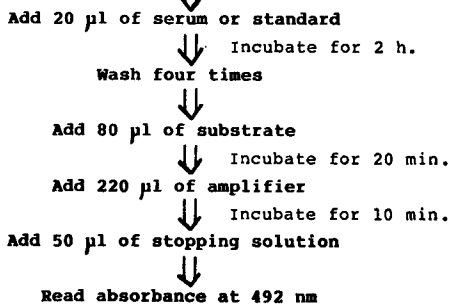 Add 20 µl of serum or standard
Incubate for 2 h.
Wash four times
Add 80 µl of substrate
Incubate for 20 min.
Add 220 µl of amplifier
Incubate for 10 min.
Add 50 µl of stopping solution
Read absorbance at 492 nm